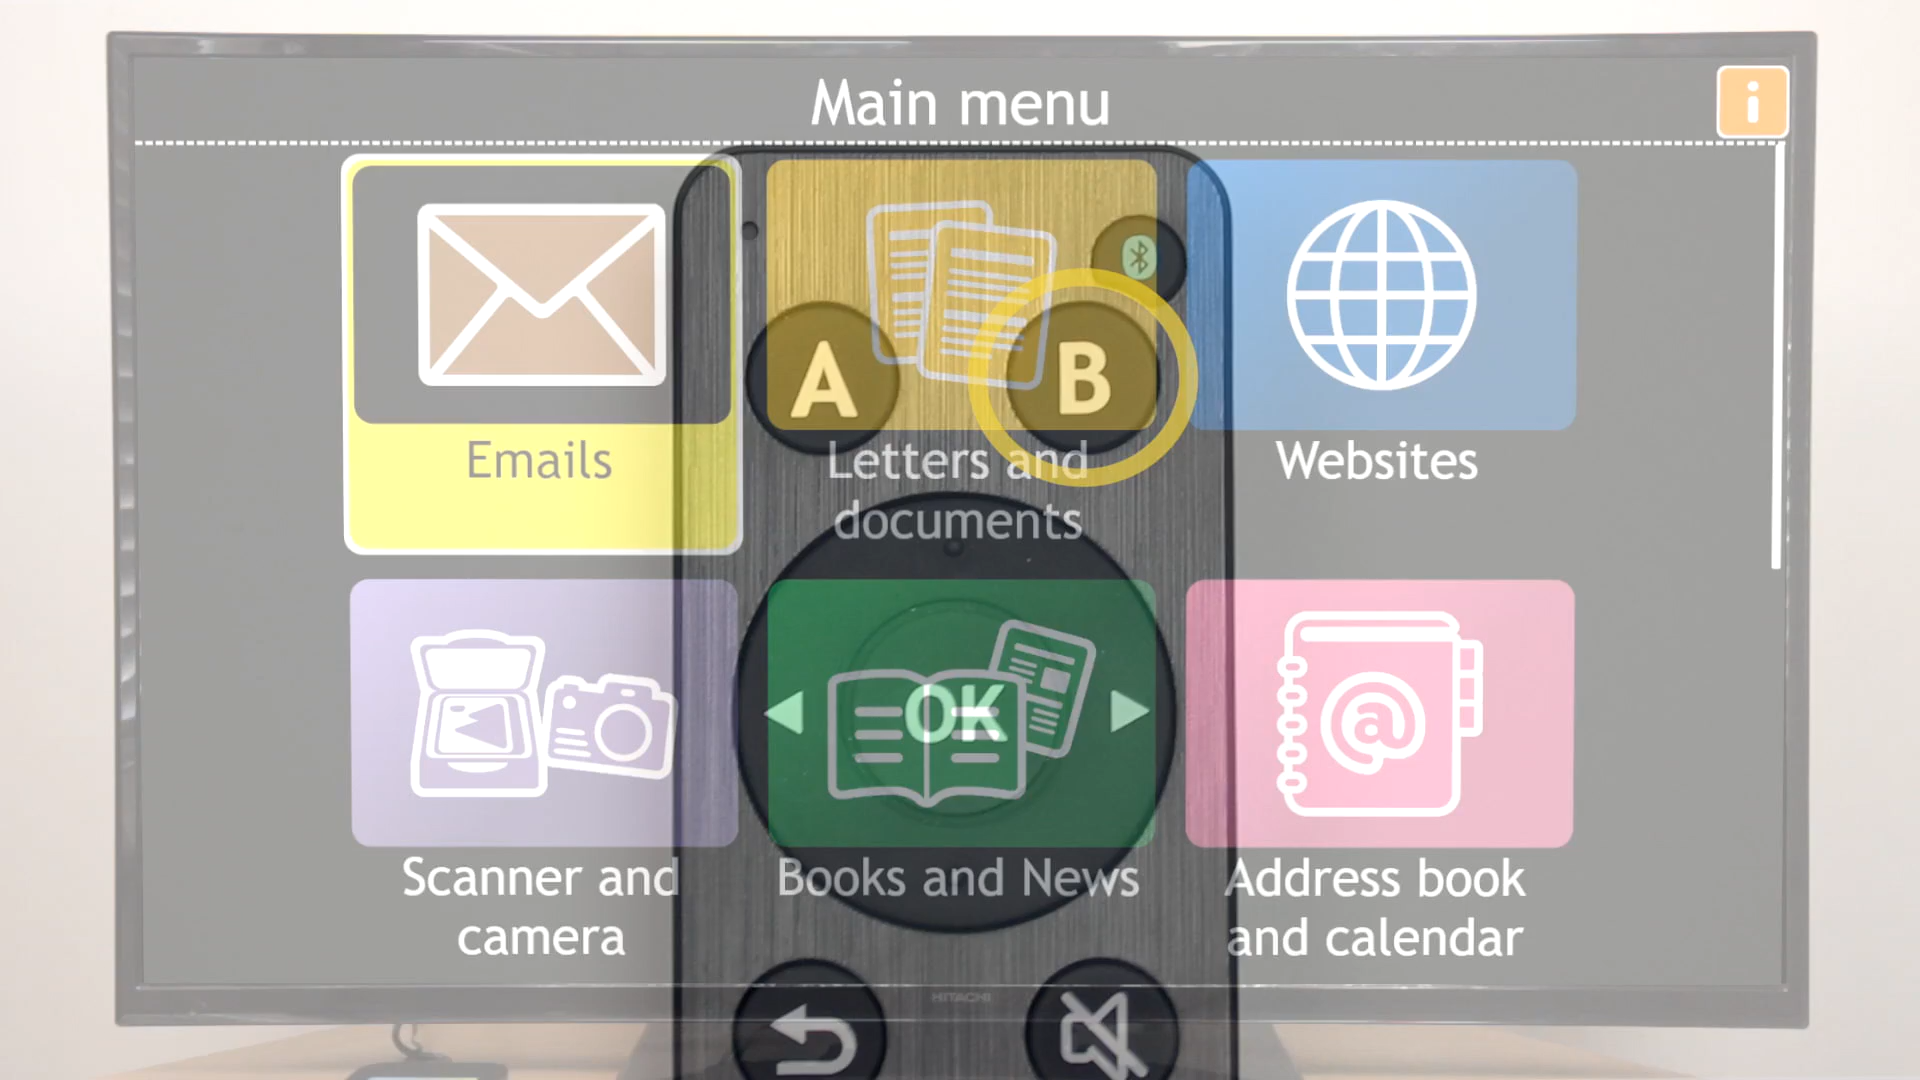 Main menu
i
A
B
Emails
Letters and
documents
Websites
OK
@
Scanner and
camera
Books and News
Address book
and calendar
HITACHI